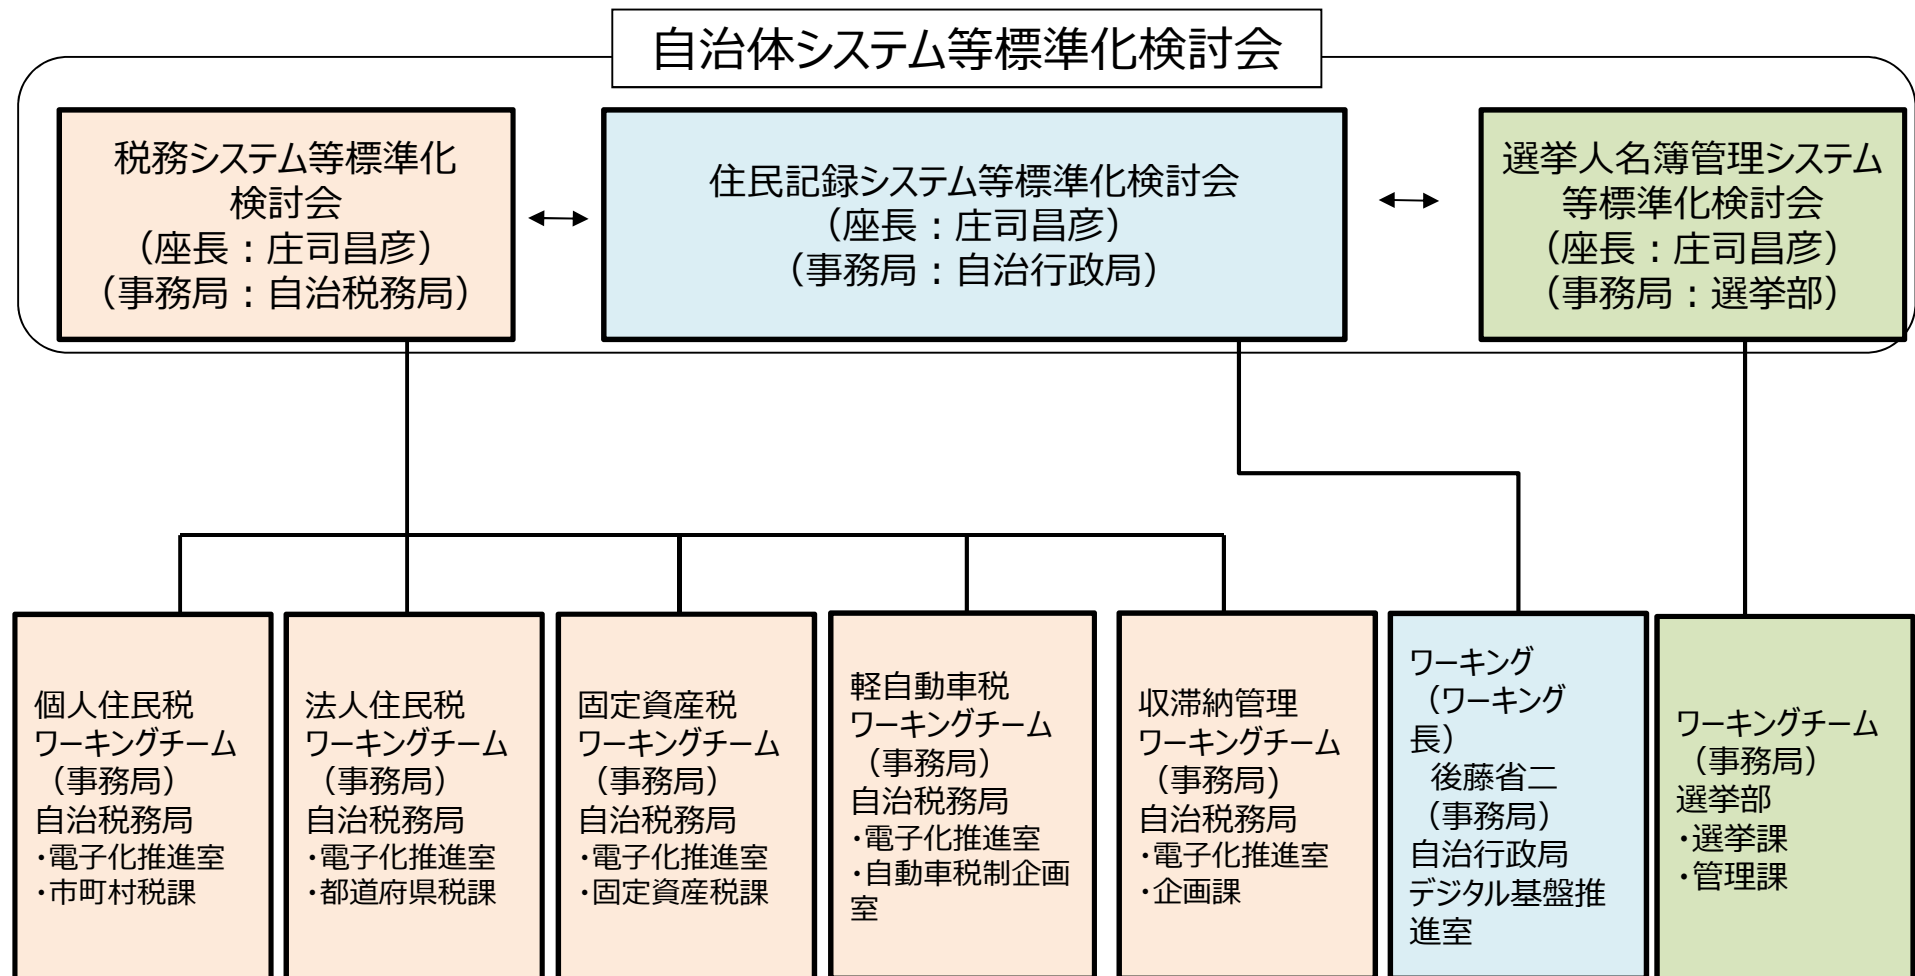 自治体システム等標準化検討会
税務システム等標準化
検討会
（座長：庄司昌彦）
（事務局：自治税務局）
住民記録システム等標準化検討会
（座長：庄司昌彦）
（事務局：自治行政局）
選挙人名簿管理システム
等標準化検討会
（座長：庄司昌彦）
（事務局：選挙部）
個人住民税
ワーキングチーム
（事務局）
自治税務局
・電子化推進室
・市町村税課
法人住民税
ワーキングチーム
（事務局）
自治税務局
・電子化推進室
・都道府県税課
固定資産税
ワーキングチーム
（事務局）
自治税務局
・電子化推進室
・固定資産税課
軽自動車税
ワーキングチーム
（事務局）
自治税務局
・電子化推進室
・自動車税制企画
室
収滞納管理
ワーキングチーム
（事務局)
自治税務局
・電子化推進室
・企画課
ワーキング
（ワーキング
長）
後藤省二
（事務局）
自治行政局
デジタル基盤推
進室
ワーキングチーム
（事務局）
選挙部
・選挙課
・管理課